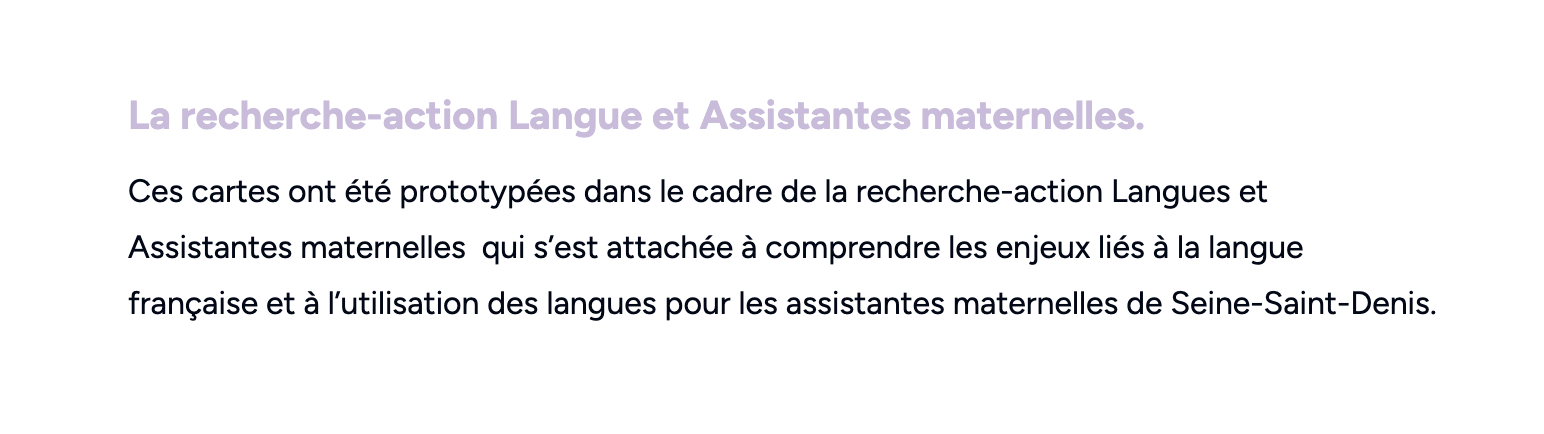 La recherche-action Langue et Assistantes maternelles.
Ces cartes ont été prototypées dans le cadre de la recherche-action Langues et
Assistantes maternelles  qui s’est attachée à comprendre les enjeux liés à la langue
française et à l’utilisation des langues pour les assistantes maternelles de Seine-Saint-Denis.